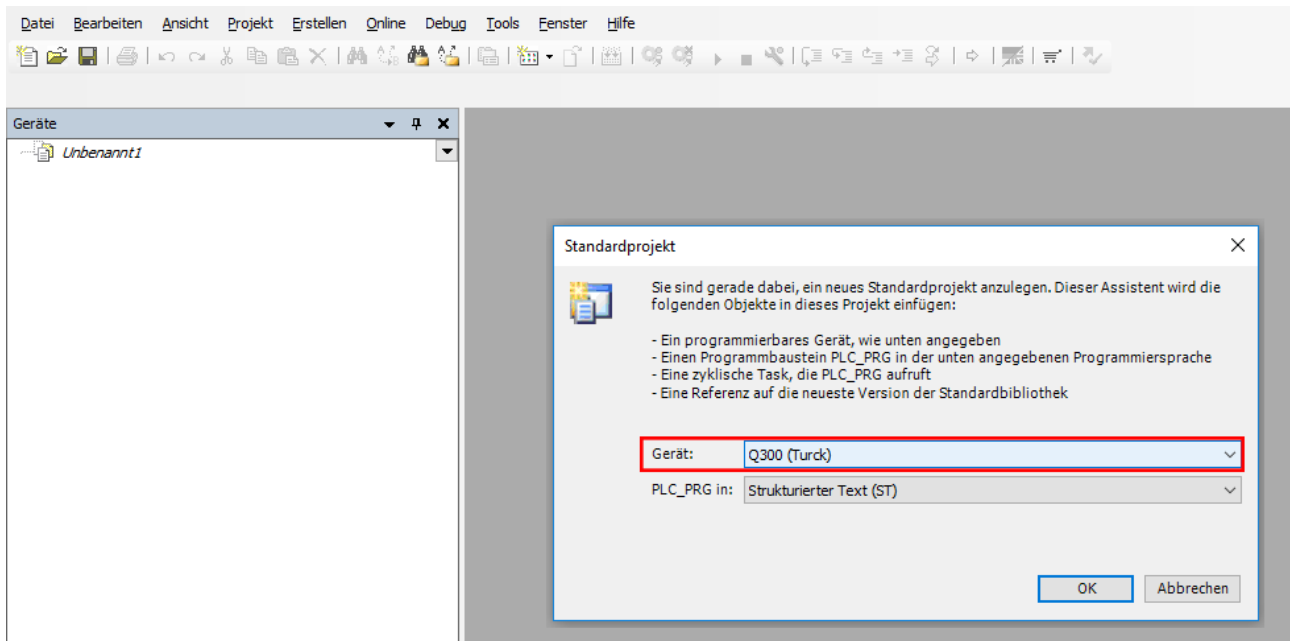 Datei Bearbeiten Ansicht Projekt Erstellen Online Debug Tools Fenster Hilfe
Geräte
Unbenannt1
Standardprojekt
Sie sind gerade dabei, ein neues Standardprojekt anzulegen. Dieser Assistent wird die
folgenden Objekte in dieses Projekt einfügen:
- Ein programmierbares Gerät, wie unten angegeben
- Einen Programmbaustein PLC_PRG in der unten angegebenen Programmiersprache
- Eine zyklische Task, die PLC_PRG aufruft
- Eine Referenz auf die neueste Version der Standardbibliothek
Gerät: Q300 (Turck)
PLC_PRG in: Strukturierter Text (ST)
OK Abbrechen